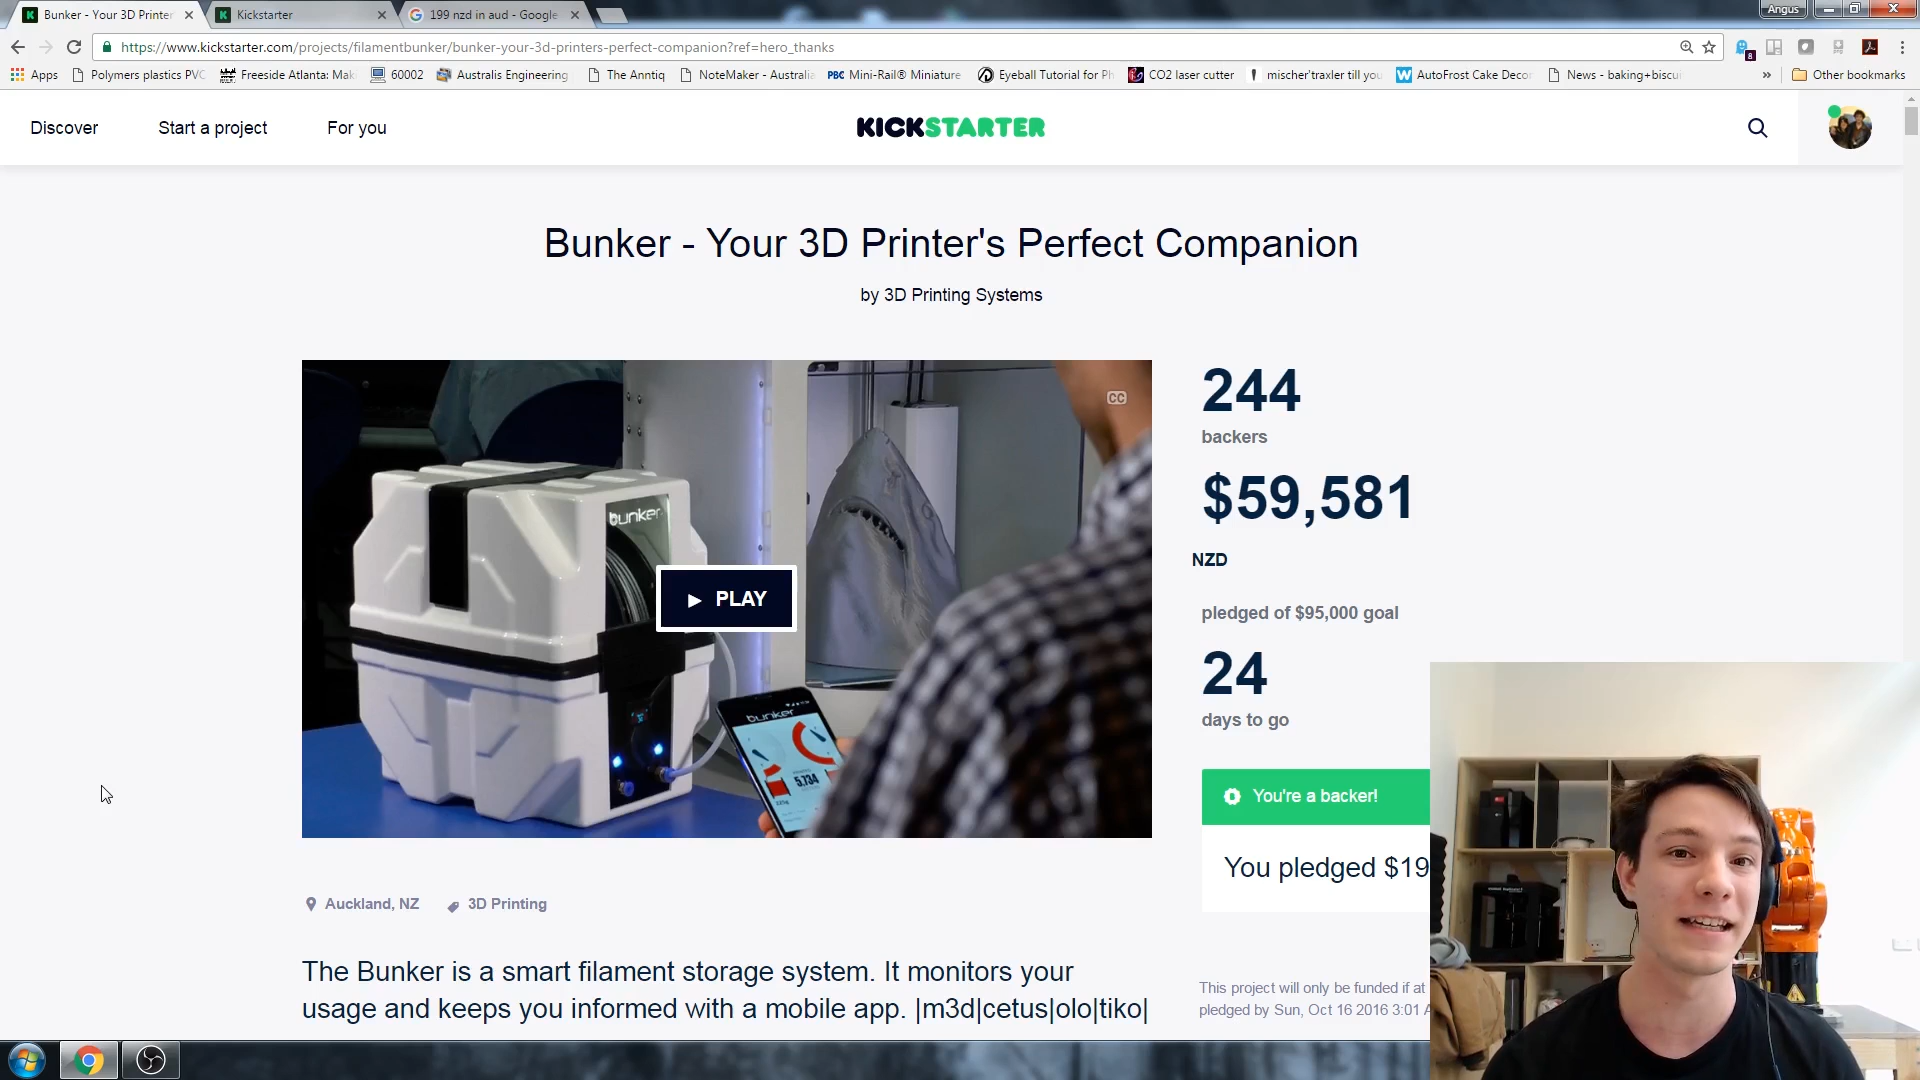 Bunker - Your 3D Printer
Kickstarter
199 nzd in aud - Google
Angus
https://www.kickstarter.com/projects/filamentbunker/bunker-your-3d-printers-perfect-companion?ref=hero_thanks
8
Apps
Polymers plastics PVC
Freeside Atlanta: Mak
60002
Australis Engineering
The Anntiq
NoteMaker - Australia
PBC Mini-Rail® Miniature
Eyeball Tutorial for Ph
CO2 laser cutter
mischer'traxler till you
W AutoFrost Cake Decor
News - baking+biscui
»
Other bookmarks
Discover
Start a project
For you
KICKSTARTER
Bunker - Your 3D Printer's Perfect Companion
by 3D Printing Systems
CC
bunker
PLAY
bunker
5.734
244
backers
$59,581
NZD
pledged of $95,000 goal
24
days to go
You're a backer!
You pledged $19
Auckland, NZ
3D Printing
The Bunker is a smart filament storage system. It monitors your
usage and keeps you informed with a mobile app. |m3d|cetus|olo|tiko|
This project will only be funded if at
pledged by Sun, Oct 16 2016 3:01 A